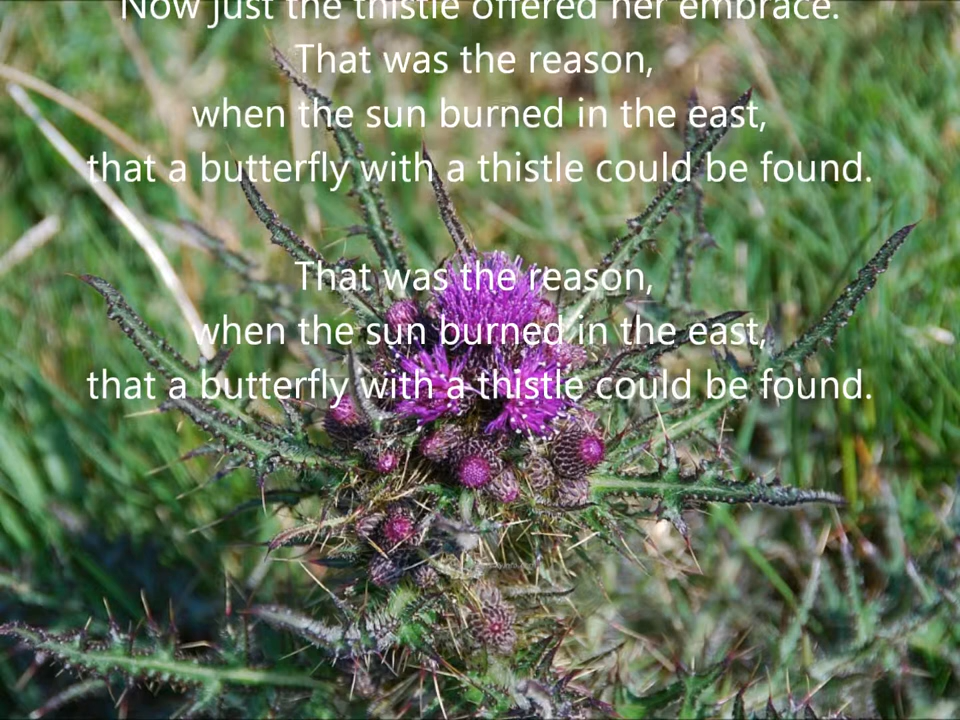 Now just the thistle offered her embrace.
That was the reason,
when the sun burned in the east,
that a butterfly with a thistle could be found.
That was the reason,
when the sun burned in the east,
that a butterfly with a thistle could be found.